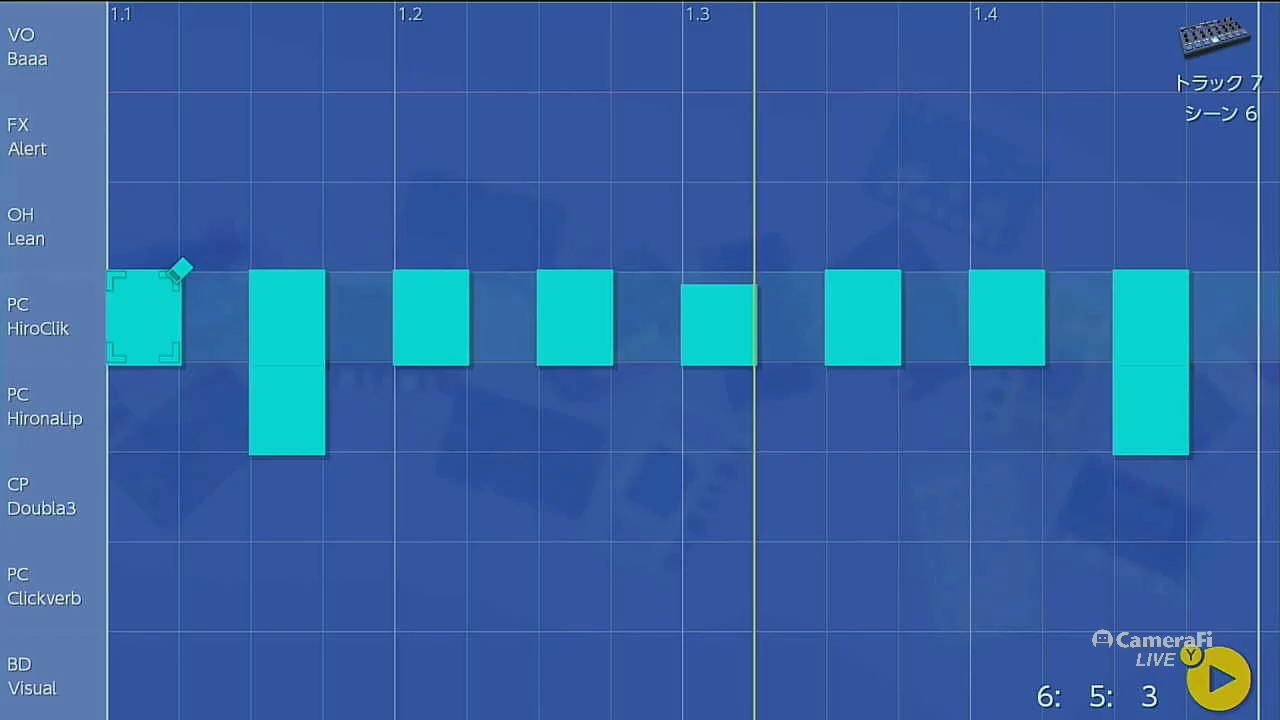 1.1
1.2
1.3
1.4
VO
Baaa
トラック 7
シーン 6
FX
Alert
OH
Lean
PC
HiroClik
PC
HironaLip
CP
Doubla3
PC
Clickverb
BD
Visual
CameraFi
LIVE
Y
6: 5: 3